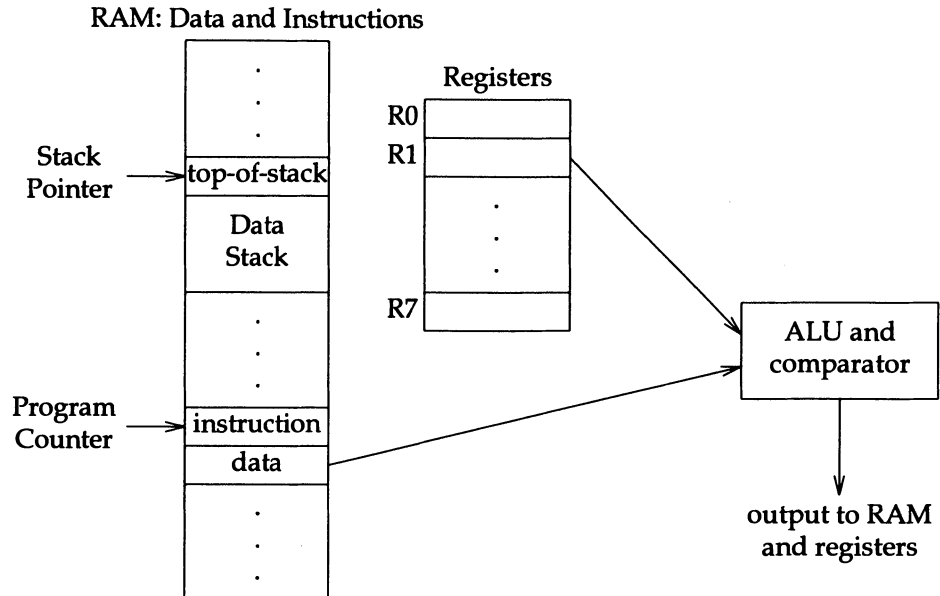 RAM: Data and Instructions
Stack
Pointer
top-of-stack
Data
Stack
Program
Counter
instruction
data
Registers
R0
R1
R7
ALU and
comparator
output to RAM
and registers